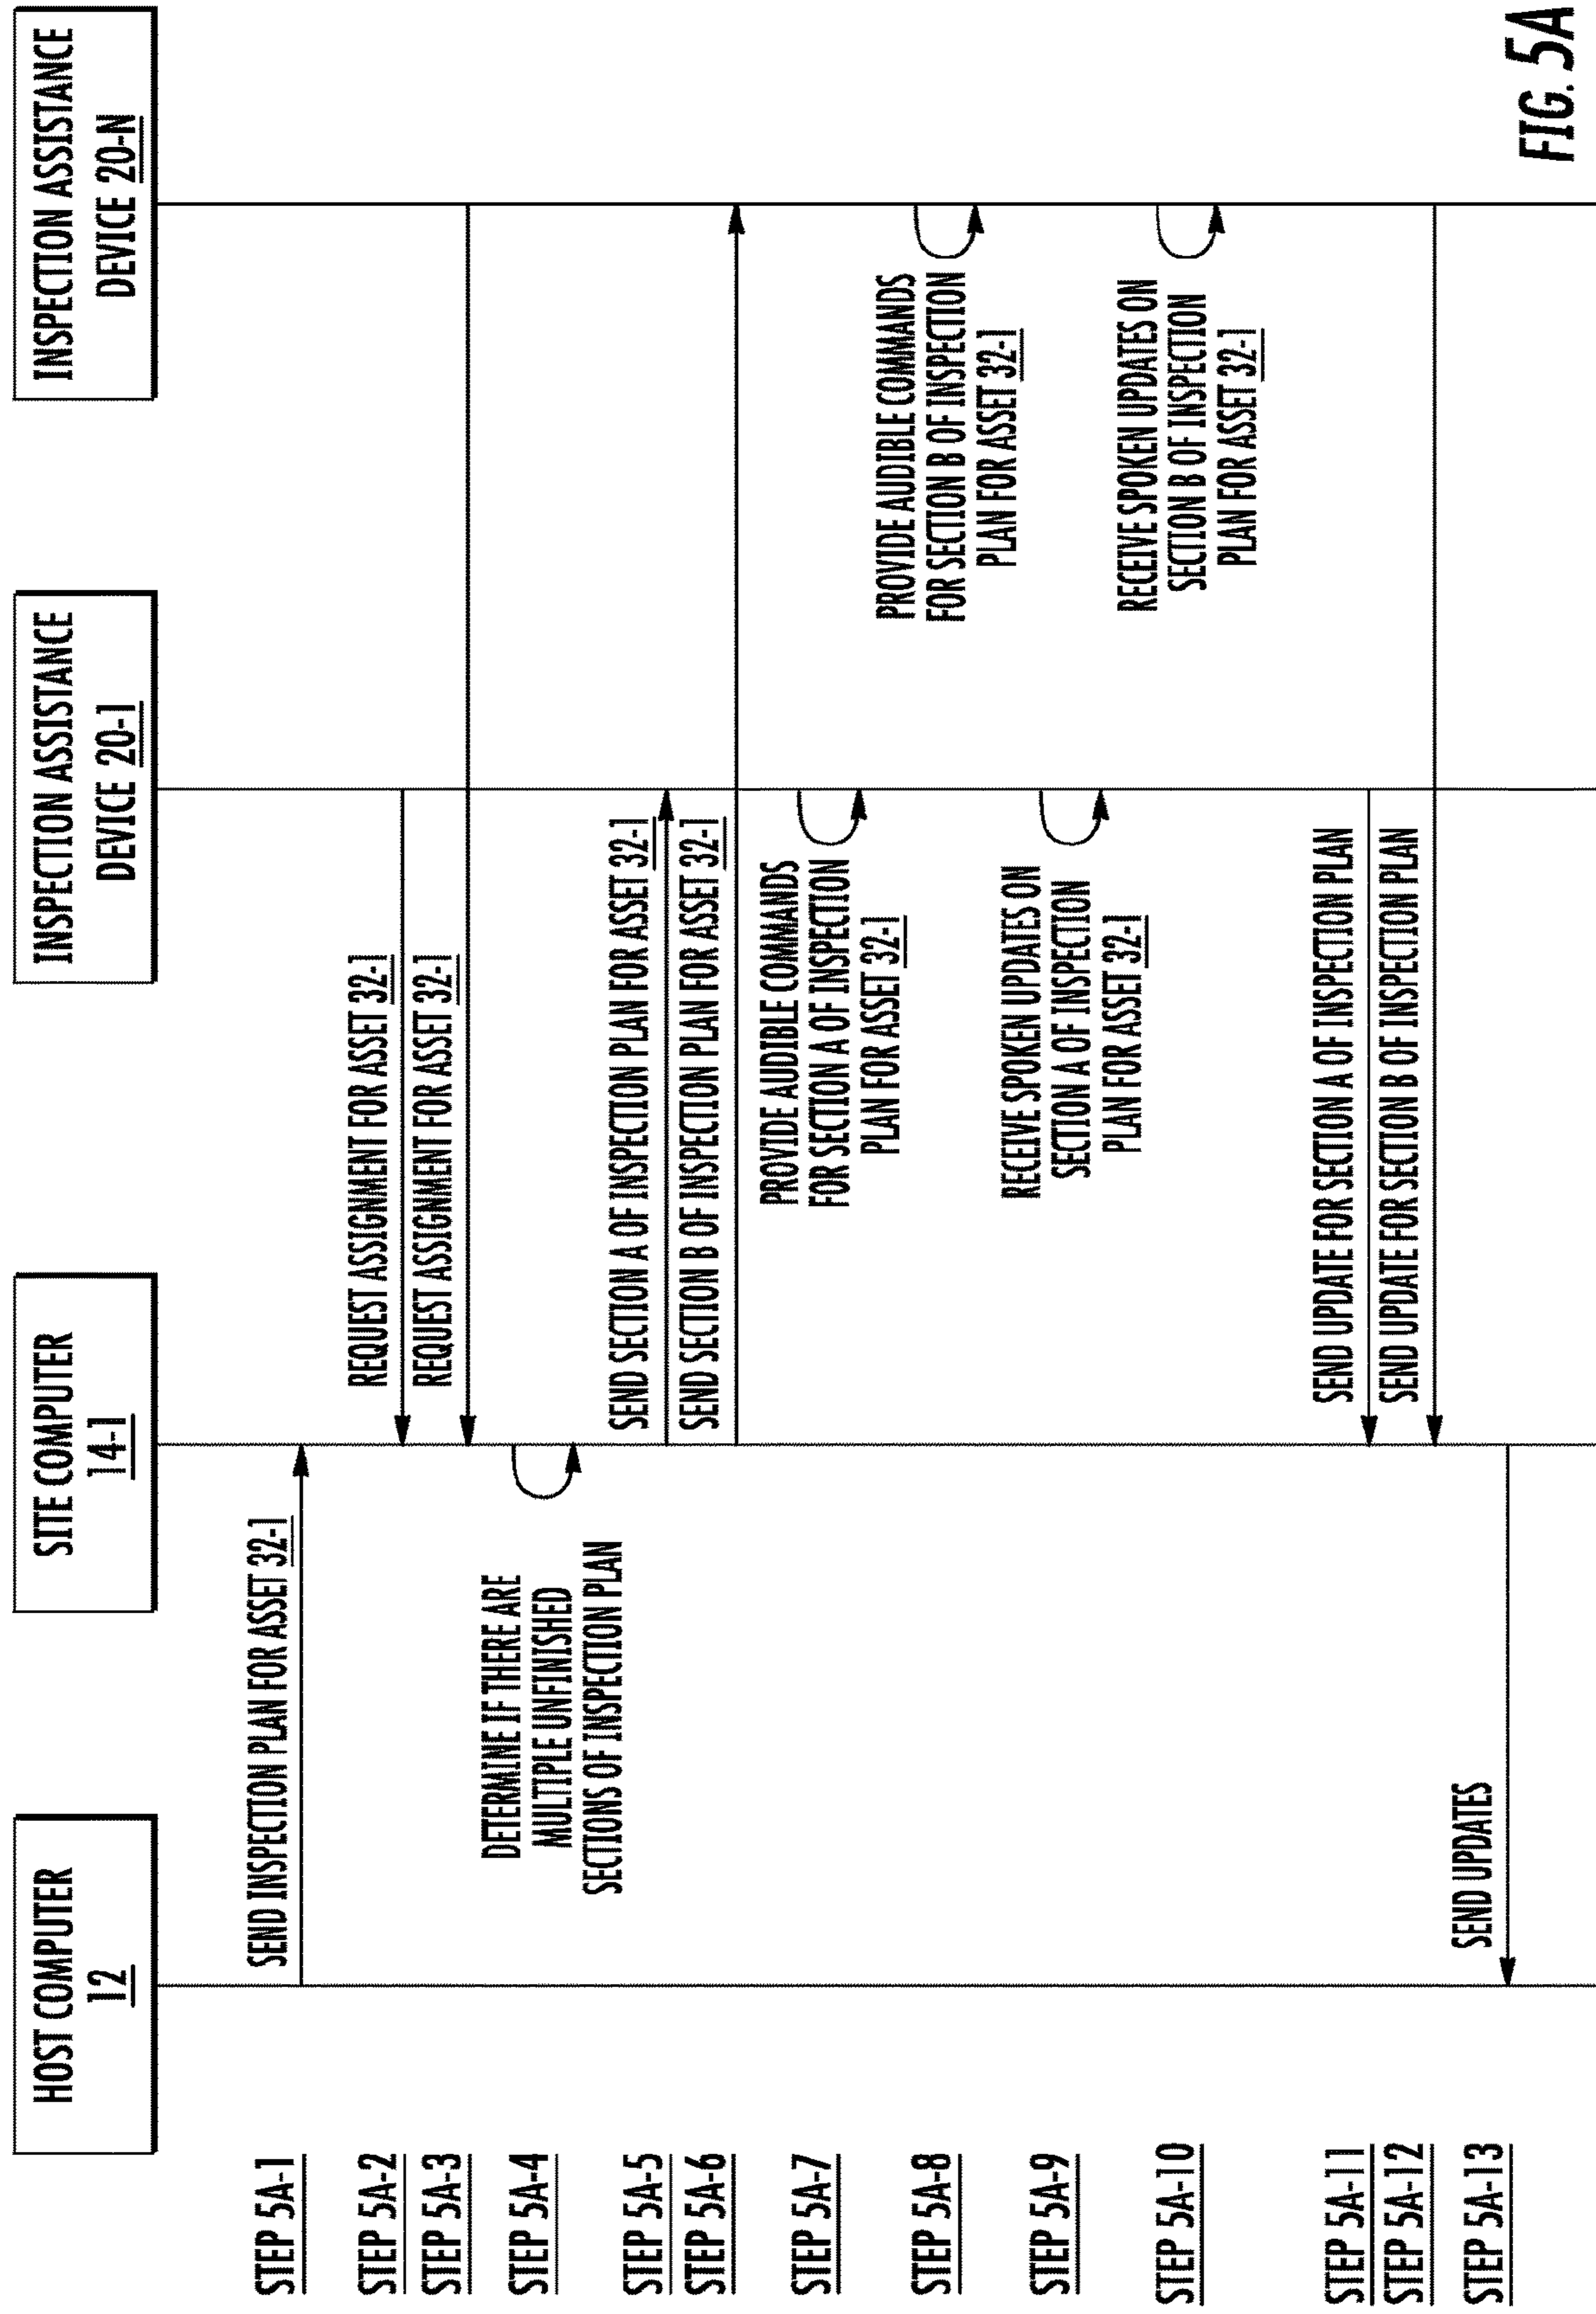 HOST COMPUTER
12
SITE COMPUTER
14-1
INSPECTION ASSISTANCE
DEVICE 20-1
INSPECTION ASSISTANCE
DEVICE 20-N
STEP 5A-1
SEND INSPECTION PLAN FOR ASSET 32-1
STEP 5A-2
REQUEST ASSIGNMENT FOR ASSET 32-1
STEP 5A-3
REQUEST ASSIGNMENT FOR ASSET 32-1
STEP 5A-4
DETERMINE IF THERE ARE
MULTIPLE UNFINISHED
SECTIONS OF INSPECTION PLAN
STEP 5A-5
SEND SECTION A OF INSPECTION PLAN FOR ASSET 32-1
STEP 5A-6
SEND SECTION B OF INSPECTION PLAN FOR ASSET 32-1
STEP 5A-7
PROVIDE AUDIBLE COMMANDS
FOR SECTION A OF INSPECTION
PLAN FOR ASSET 32-1
STEP 5A-8
PROVIDE AUDIBLE COMMANDS
FOR SECTION B OF INSPECTION
PLAN FOR ASSET 32-1
STEP 5A-9
RECEIVE SPOKEN UPDATES ON
SECTION A OF INSPECTION
PLAN FOR ASSET 32-1
STEP 5A-10
RECEIVE SPOKEN UPDATES ON
SECTION B OF INSPECTION
PLAN FOR ASSET 32-1
STEP 5A-11
SEND UPDATE FOR SECTION A OF INSPECTION PLAN
STEP 5A-12
SEND UPDATE FOR SECTION B OF INSPECTION PLAN
STEP 5A-13
SEND UPDATES
FIG. 5A